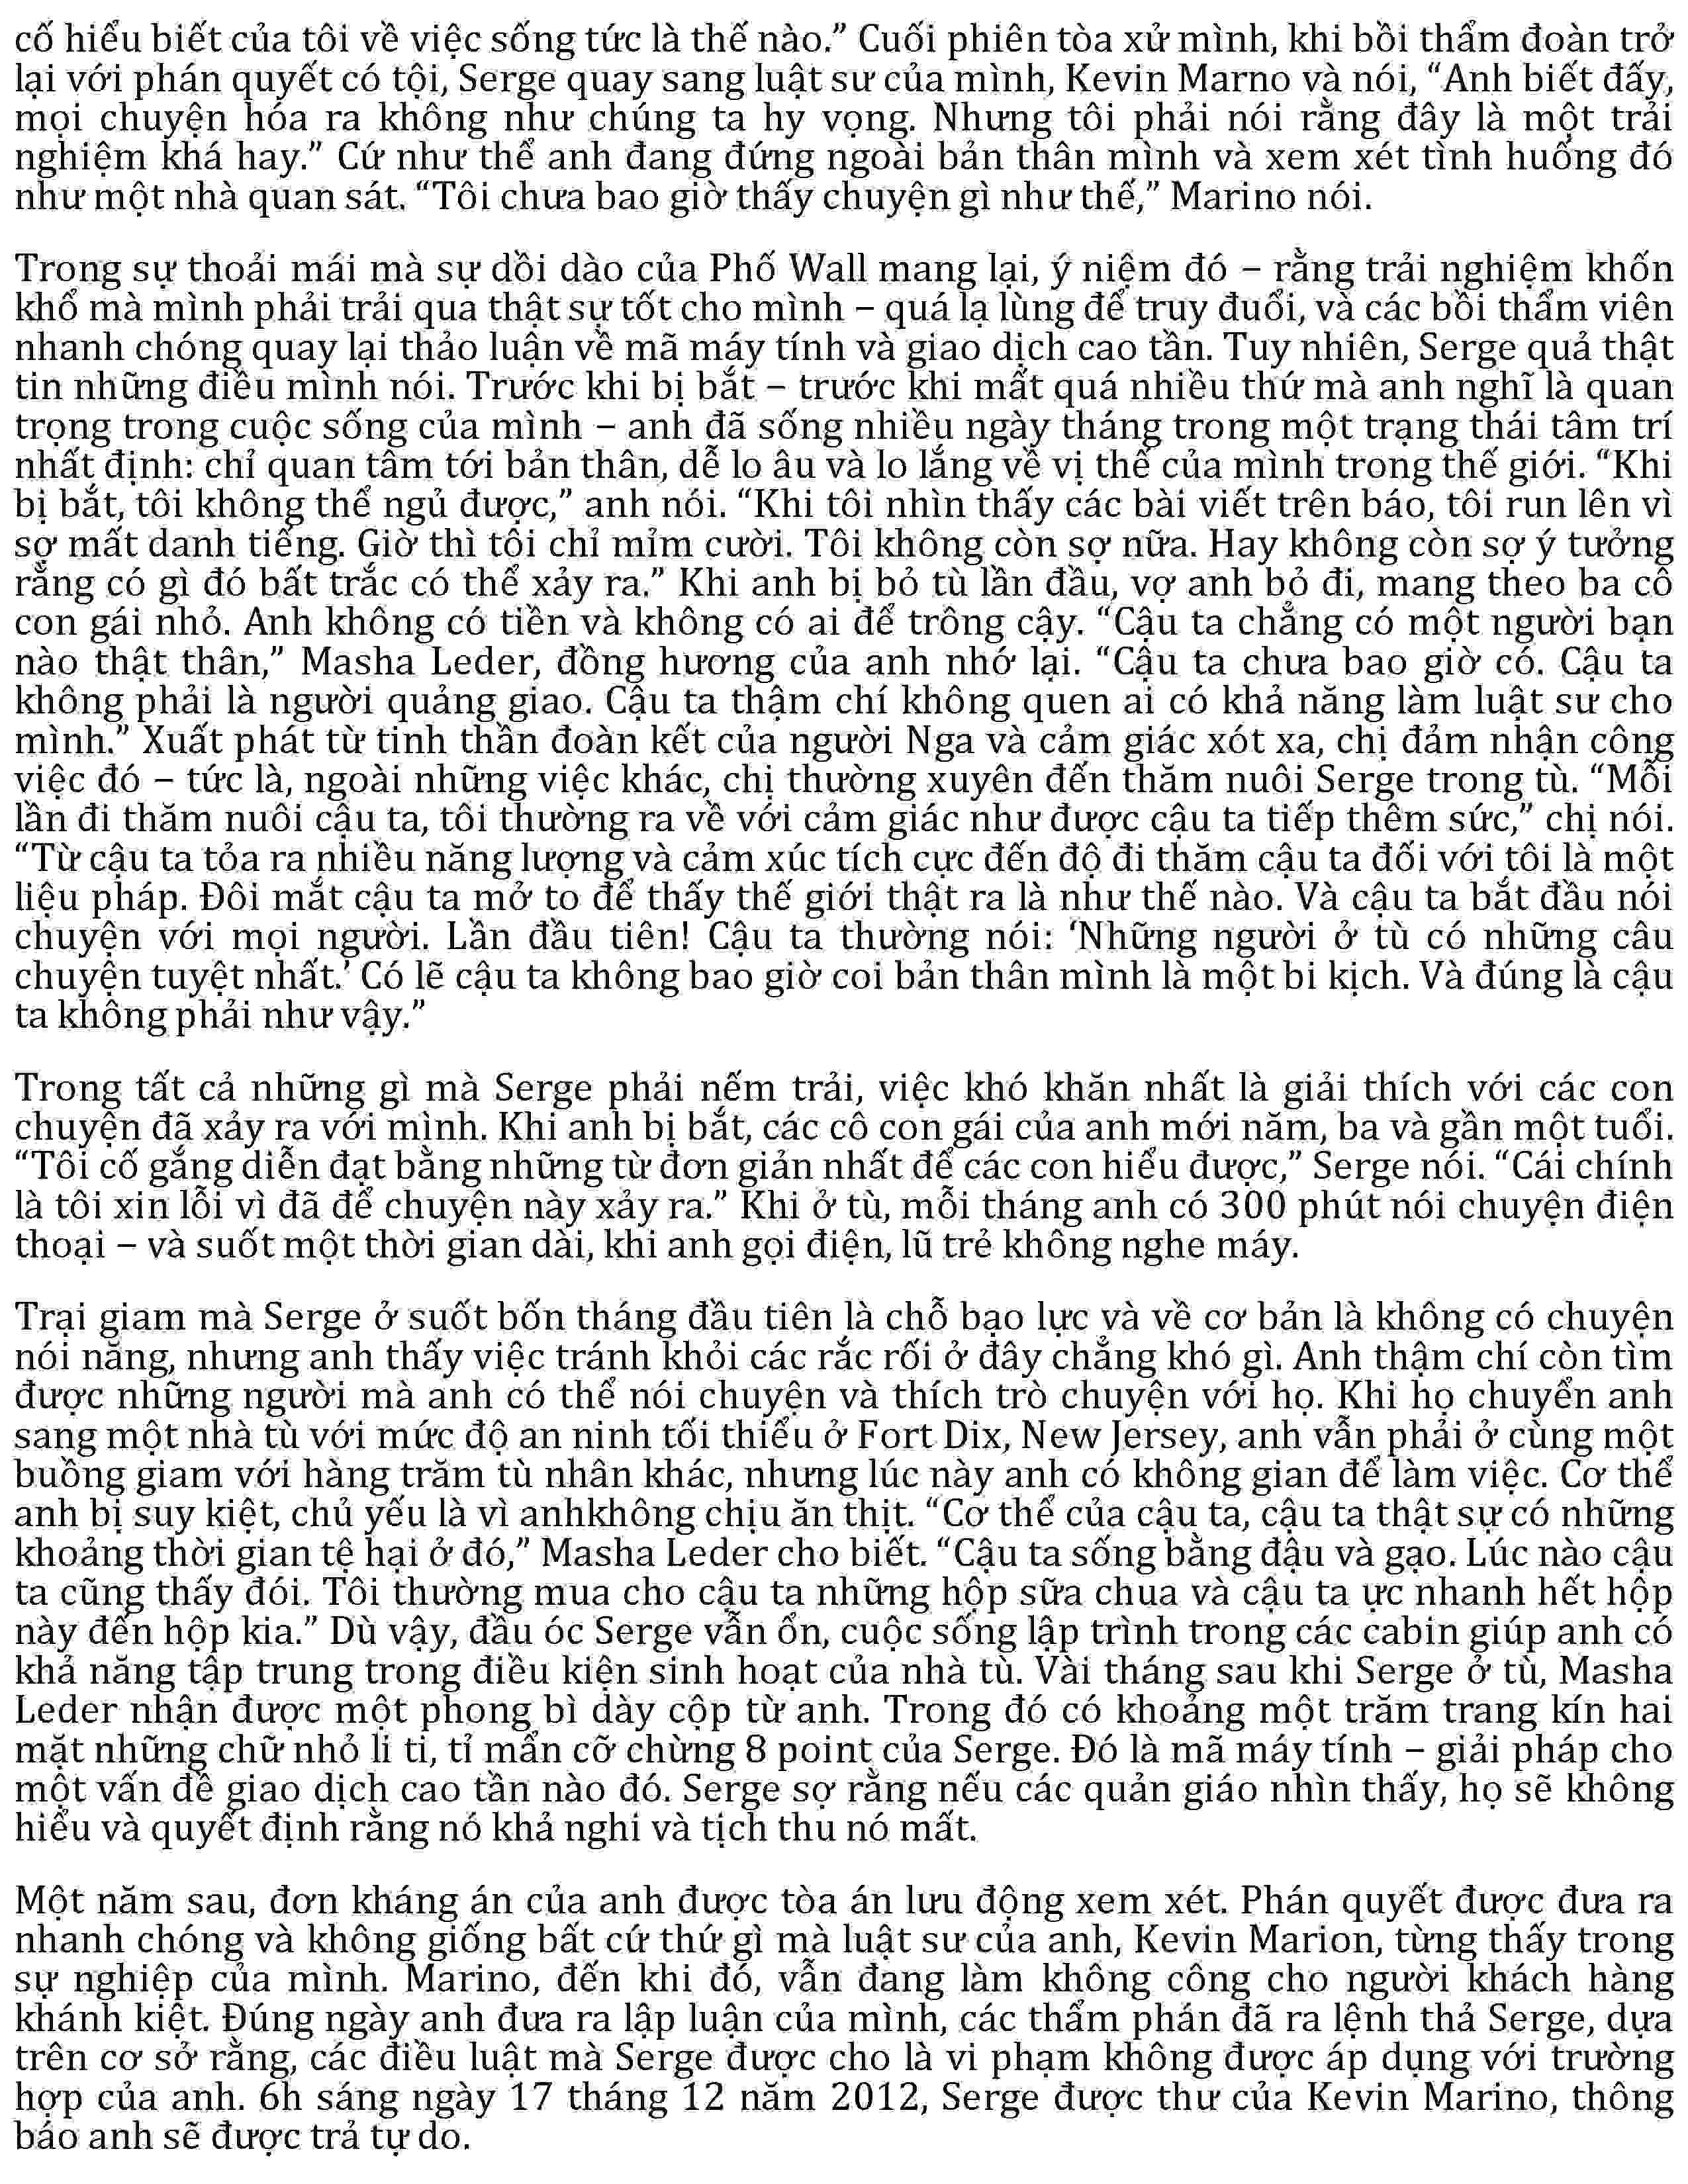 cố hiểu biết của tôi về việc sống tức là thế nào.” Cuối phiên tòa xử mình, khi bồi thẩm đoàn trở
lại với phán quyết có tội, Serge quay sang luật sư của mình, Kevin Marno và nói, “Anh biết đấy,
mọi chuyện hóa ra không như chúng ta hy vọng. Nhưng tôi phải nói rằng đây là một trải
nghiệm khá hay.” Cứ như thể anh đang đứng ngoài bản thân mình và xem xét tình huống đó
như một nhà quan sát. “Tôi chưa bao giờ thấy chuyện gì như thế,” Marino nói.
Trong sự thoải mái mà sự dồi dào của Phố Wall mang lại, ý niệm đó – rằng trải nghiệm khốn
khổ mà mình phải trải qua thật sự tốt cho mình – quá lạ lùng để truy đuổi, và các bồi thẩm viên
nhanh chóng quay lại thảo luận về mã máy tính và giao dịch cao tần. Tuy nhiên, Serge quả thật
tin những điều mình nói. Trước khi bị bắt – trước khi mất quá nhiều thứ mà anh nghĩ là quan
trọng trong cuộc sống của mình – anh đã sống nhiều ngày tháng trong một trạng thái tâm trí
nhất định: chỉ quan tâm tới bản thân, dễ lo âu và lo lắng về vị thế của mình trong thế giới. “Khi
bị bắt, tôi không thể ngủ được,” anh nói. “Khi tôi nhìn thấy các bài viết trên báo, tôi run lên vì
sợ mất danh tiếng. Giờ thì tôi chỉ mỉm cười. Tôi không còn sợ nữa. Hay không còn sợ ý tưởng
rằng có gì đó bất trắc có thể xảy ra.” Khi anh bị bỏ tù lần đầu, vợ anh bỏ đi, mang theo ba cô
con gái nhỏ. Anh không có tiền và không có ai để trông cậy. “Cậu ta chẳng có một người bạn
nào thật thân,” Masha Leder, đồng hương của anh nhớ lại. “Cậu ta chưa bao giờ có. Cậu ta
không phải là người quảng giao. Cậu ta thậm chí không quen ai có khả năng làm luật sư cho
mình.” Xuất phát từ tinh thần đoàn kết của người Nga và cảm giác xót xa, chị đảm nhận công
việc đó – tức là, ngoài những việc khác, chị thường xuyên đến thăm nuôi Serge trong tù. “Mỗi
lần đi thăm nuôi cậu ta, tôi thường ra về với cảm giác như được cậu ta tiếp thêm sức,” chị nói.
“Từ cậu ta tỏa ra nhiều năng lượng và cảm xúc tích cực đến độ đi thăm cậu ta đối với tôi là một
liệu pháp. Đôi mắt cậu ta mở to để thấy thế giới thật ra là như thế nào. Và cậu ta bắt đầu nói
chuyện với mọi người. Lần đầu tiên! Cậu ta thường nói: ‘Những người ở tù có những câu
chuyện tuyệt nhất.’ Có lẽ cậu ta không bao giờ coi bản thân mình là một bi kịch. Và đúng là cậu
ta không phải như vậy.”
Trong tất cả những gì mà Serge phải nếm trải, việc khó khăn nhất là giải thích với các con
chuyện đã xảy ra với mình. Khi anh bị bắt, các cô con gái của anh mới năm, ba và gần một tuổi.
“Tôi cố gắng diễn đạt bằng những từ đơn giản nhất để các con hiểu được,” Serge nói. “Cái chính
là tôi xin lỗi vì đã để chuyện này xảy ra.” Khi ở tù, mỗi tháng anh có 300 phút nói chuyện điện
thoại – và suốt một thời gian dài, khi anh gọi điện, lũ trẻ không nghe máy.
Trại giam mà Serge ở suốt bốn tháng đầu tiên là chỗ bạo lực và về cơ bản là không có chuyện
nói năng, nhưng anh thấy việc tránh khỏi các rắc rối ở đây chẳng khó gì. Anh thậm chí còn tìm
được những người mà anh có thể nói chuyện và thích trò chuyện với họ. Khi họ chuyển anh
sang một nhà tù với mức độ an ninh tối thiểu ở Fort Dix, New Jersey, anh vẫn phải ở cùng một
buồng giam với hàng trăm tù nhân khác, nhưng lúc này anh có không gian để làm việc. Cơ thể
anh bị suy kiệt, chủ yếu là vì anhkhông chịu ăn thịt. “Cơ thể của cậu ta, cậu ta thật sự có những
khoảng thời gian tệ hại ở đó,” Masha Leder cho biết. “Cậu ta sống bằng đậu và gạo. Lúc nào cậu
ta cũng thấy đói. Tôi thường mua cho cậu ta những hộp sữa chua và cậu ta ực nhanh hết hộp
này đến hộp kia.” Dù vậy, đầu óc Serge vẫn ổn, cuộc sống lập trình trong các cabin giúp anh có
khả năng tập trung trong điều kiện sinh hoạt của nhà tù. Vài tháng sau khi Serge ở tù, Masha
Leder nhận được một phong bì dày cộp từ anh. Trong đó có khoảng một trăm trang kín hai
mặt những chữ nhỏ li ti, tỉ mẩn cỡ chừng 8 point của Serge. Đó là mã máy tính – giải pháp cho
một vấn đề giao dịch cao tần nào đó. Serge sợ rằng nếu các quản giáo nhìn thấy, họ sẽ không
hiểu và quyết định rằng nó khả nghi và tịch thu nó mất.
Một năm sau, đơn kháng án của anh được tòa án lưu động xem xét. Phán quyết được đưa ra
nhanh chóng và không giống bất cứ thứ gì mà luật sư của anh, Kevin Marion, từng thấy trong
sự nghiệp của mình. Marino, đến khi đó, vẫn đang làm không công cho người khách hàng
khánh kiệt. Đúng ngày anh đưa ra lập luận của mình, các thẩm phán đã ra lệnh thả Serge, dựa
trên cơ sở rằng, các điều luật mà Serge được cho là vi phạm không được áp dụng với trường
hợp của anh. 6h sáng ngày 17 tháng 12 năm 2012, Serge được thư của Kevin Marino, thông
báo anh sẽ được trả tự do.